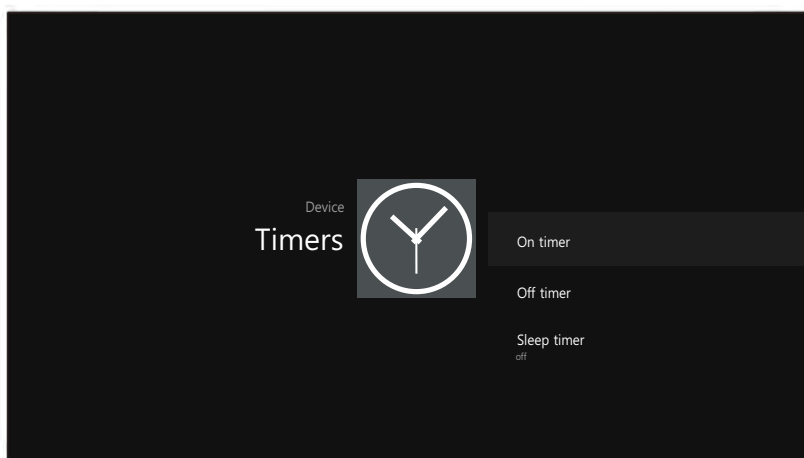 Device
Timers
On timer
Off timer
Sleep timer
off